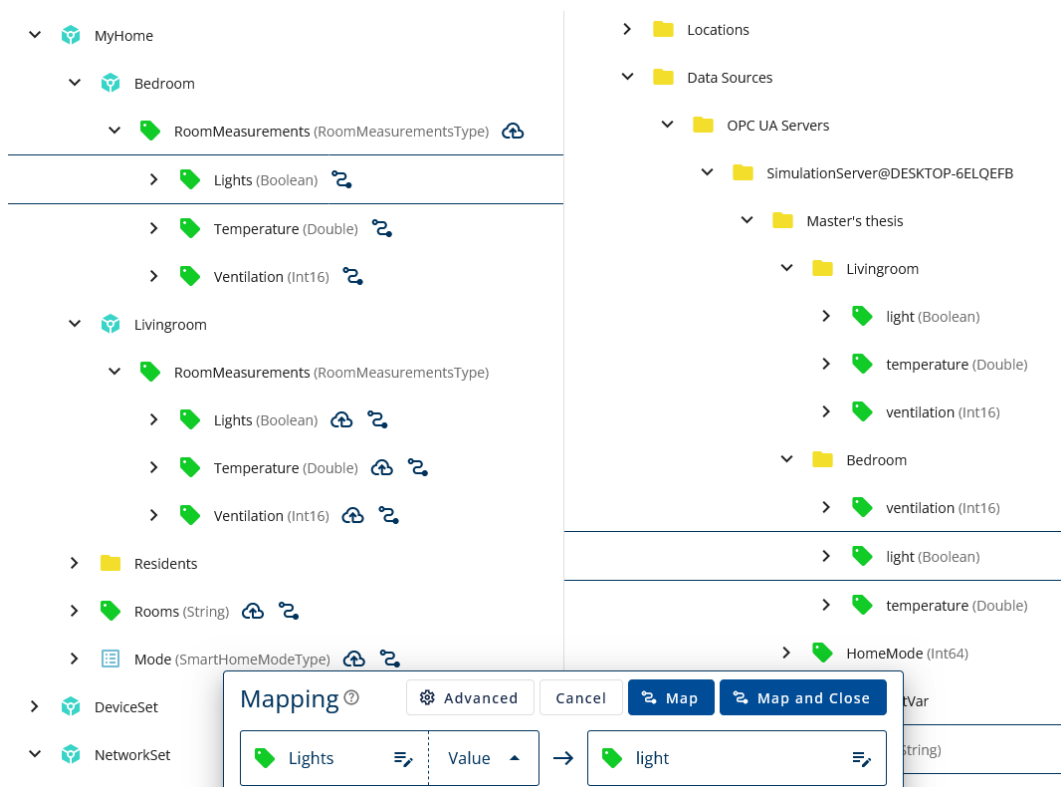 MyHome
Bedroom
RoomMeasurements (RoomMeasurementsType)
Lights (Boolean)
Temperature (Double)
Ventilation (Int16)
Livingroom
RoomMeasurements (RoomMeasurementsType)
Lights (Boolean)
Temperature (Double)
Ventilation (Int16)
Residents
Rooms (String)
Mode (SmartHomeModeType)
DeviceSet
NetworkSet
Locations
Data Sources
OPC UA Servers
SimulationServer@DESKTOP-6ELQEFB
Master's thesis
Livingroom
light (Boolean)
temperature (Double)
ventilation (Int16)
Bedroom
ventilation (Int16)
light (Boolean)
temperature (Double)
HomeMode (Int64)
tVar
String)
Mapping ? Advanced Cancel Map Map and Close
Lights Value → light